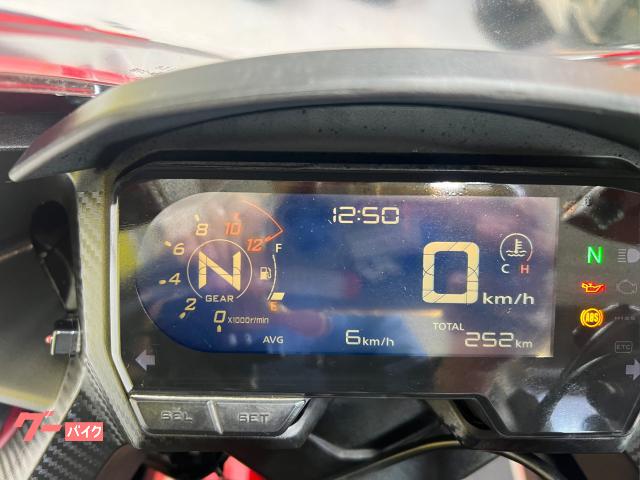 12:50
8 10
6 12 F
4 N
2 GEAR E
0 X1000r/min
0 km/h
C H
AVG 6km/h
TOTAL 252km
N
ABS
ETC
SEL SET
グーバイク